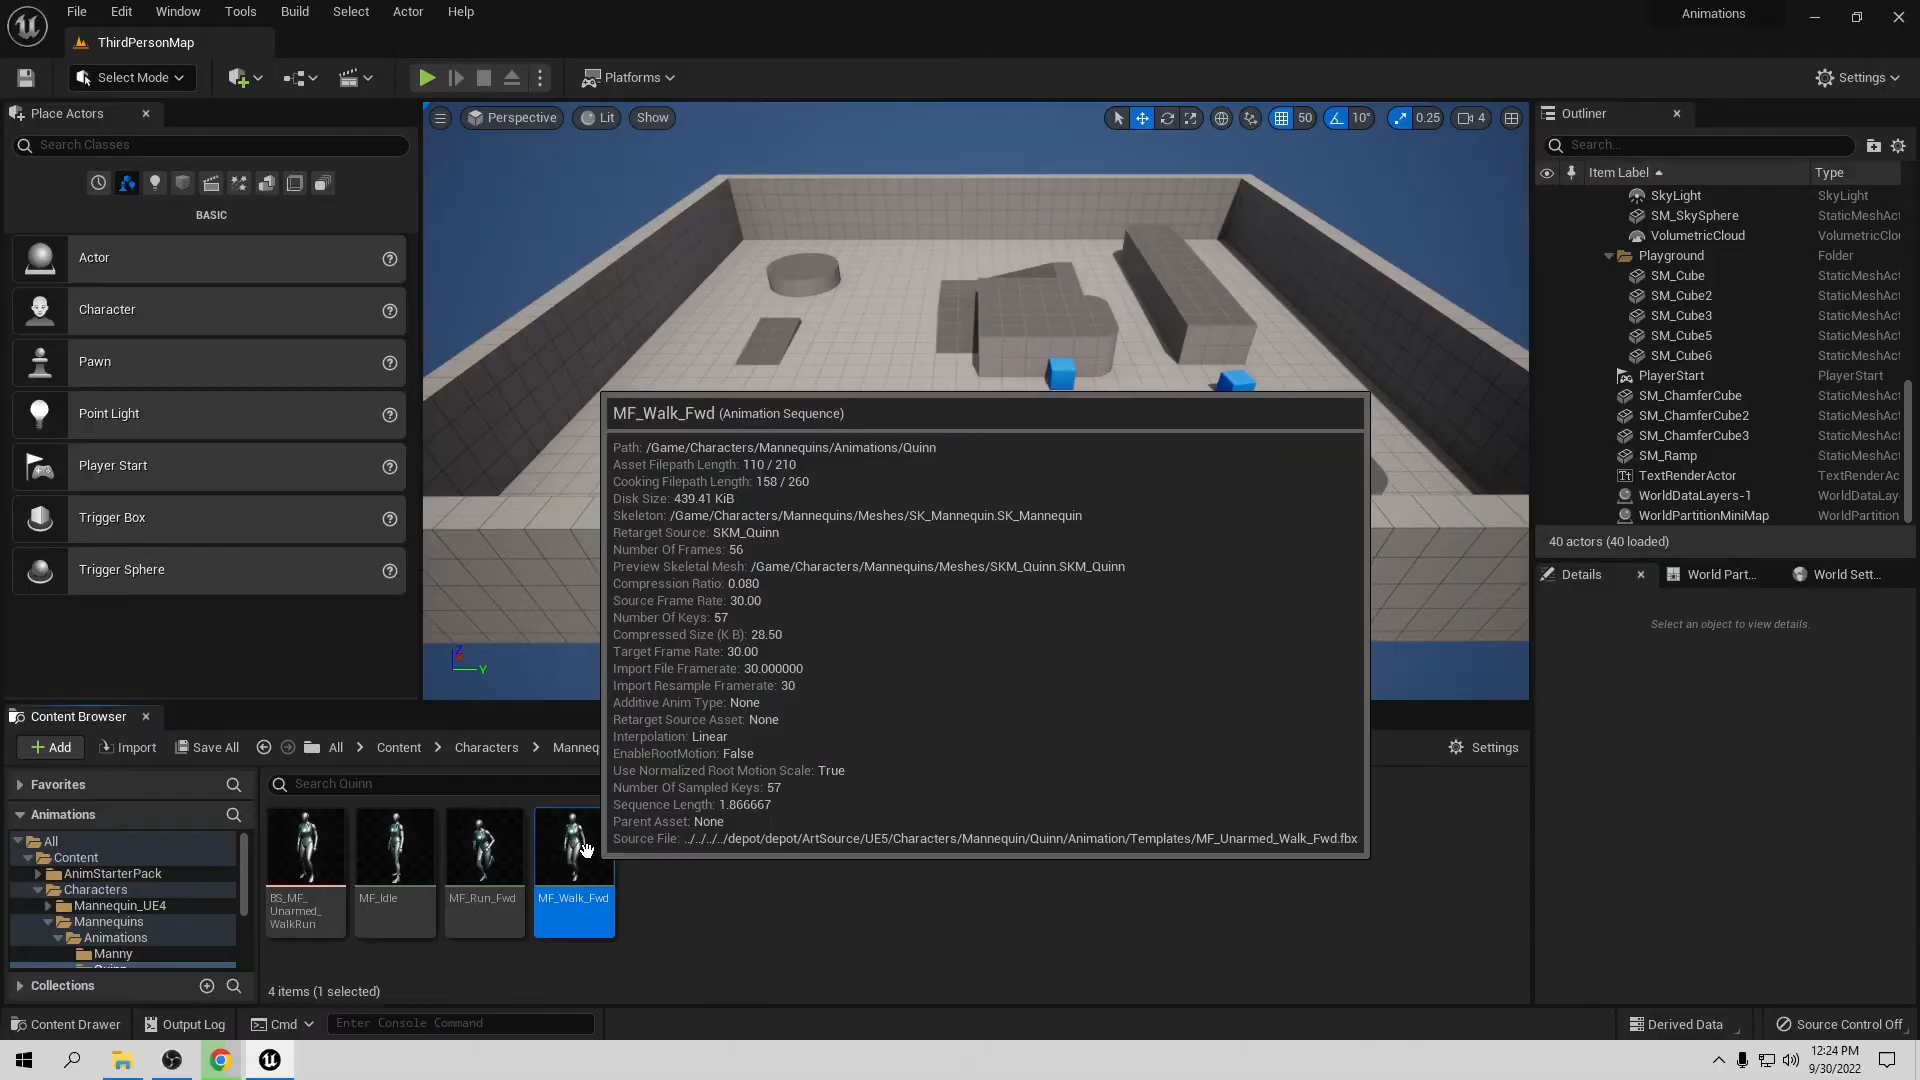 File Edit Window Tools Build Select Actor Help
Animations
ThirdPersonMap
Select Mode
Platforms
Settings
Place Actors
Search Classes
BASIC
Actor
Character
Pawn
Point Light
Player Start
Trigger Box
Trigger Sphere
Perspective Lit Show
50 10° 0.25 4
Z
Y
MF_Walk_Fwd (Animation Sequence)
Path: /Game/Characters/Mannequins/Animations/Quinn
Asset Filepath Length: 110 / 210
Cooking Filepath Length: 158 / 260
Disk Size: 439.41 KiB
Skeleton: /Game/Characters/Mannequins/Meshes/SK_Mannequin.SK_Mannequin
Retarget Source: SKM_Quinn
Number Of Frames: 56
Preview Skeletal Mesh: /Game/Characters/Mannequins/Meshes/SKM_Quinn.SKM_Quinn
Compression Ratio: 0.080
Source Frame Rate: 30.00
Number Of Keys: 57
Compressed Size (K B): 28.50
Target Frame Rate: 30.00
Import File Framerate: 30.000000
Import Resample Framerate: 30
Additive Anim Type: None
Retarget Source Asset: None
Interpolation: Linear
EnableRootMotion: False
Use Normalized Root Motion Scale: True
Number Of Sampled Keys: 57
Sequence Length: 1.866667
Parent Asset: None
Source File: ../../../../depot/depot/ArtSource/UE5/Characters/Mannequin/Quinn/Animation/Templates/MF_Unarmed_Walk_Fwd.fbx
Outliner
Search...
Item Label Type
SkyLight SkyLight
SM_SkySphere StaticMeshAct
VolumetricCloud VolumetricClou
Playground Folder
SM_Cube StaticMeshAct
SM_Cube2 StaticMeshAct
SM_Cube3 StaticMeshAct
SM_Cube5 StaticMeshAct
SM_Cube6 StaticMeshAct
PlayerStart PlayerStart
SM_ChamferCube StaticMeshAct
SM_ChamferCube2 StaticMeshAct
SM_ChamferCube3 StaticMeshAct
SM_Ramp StaticMeshAct
TextRenderActor TextRenderAc
WorldDataLayers-1 WorldDataLay
WorldPartitionMiniMap WorldPartition
40 actors (40 loaded)
Details World Part... World Sett...
Select an object to view details.
Content Browser
Add Import Save All All > Content > Characters > Manneq
Settings
Favorites
Search Quinn
Animations
All
Content
AnimStarterPack
Characters
Mannequin_UE4
Mannequins
Animations
Manny
Quinn
Collections
BS_MF_
Unarmed_
WalkRun
MF_Idle
MF_Run_Fwd
MF_Walk_Fwd
4 items (1 selected)
Content Drawer Output Log Cmd Enter Console Command
Derived Data Source Control Off
12:24 PM
9/30/2022